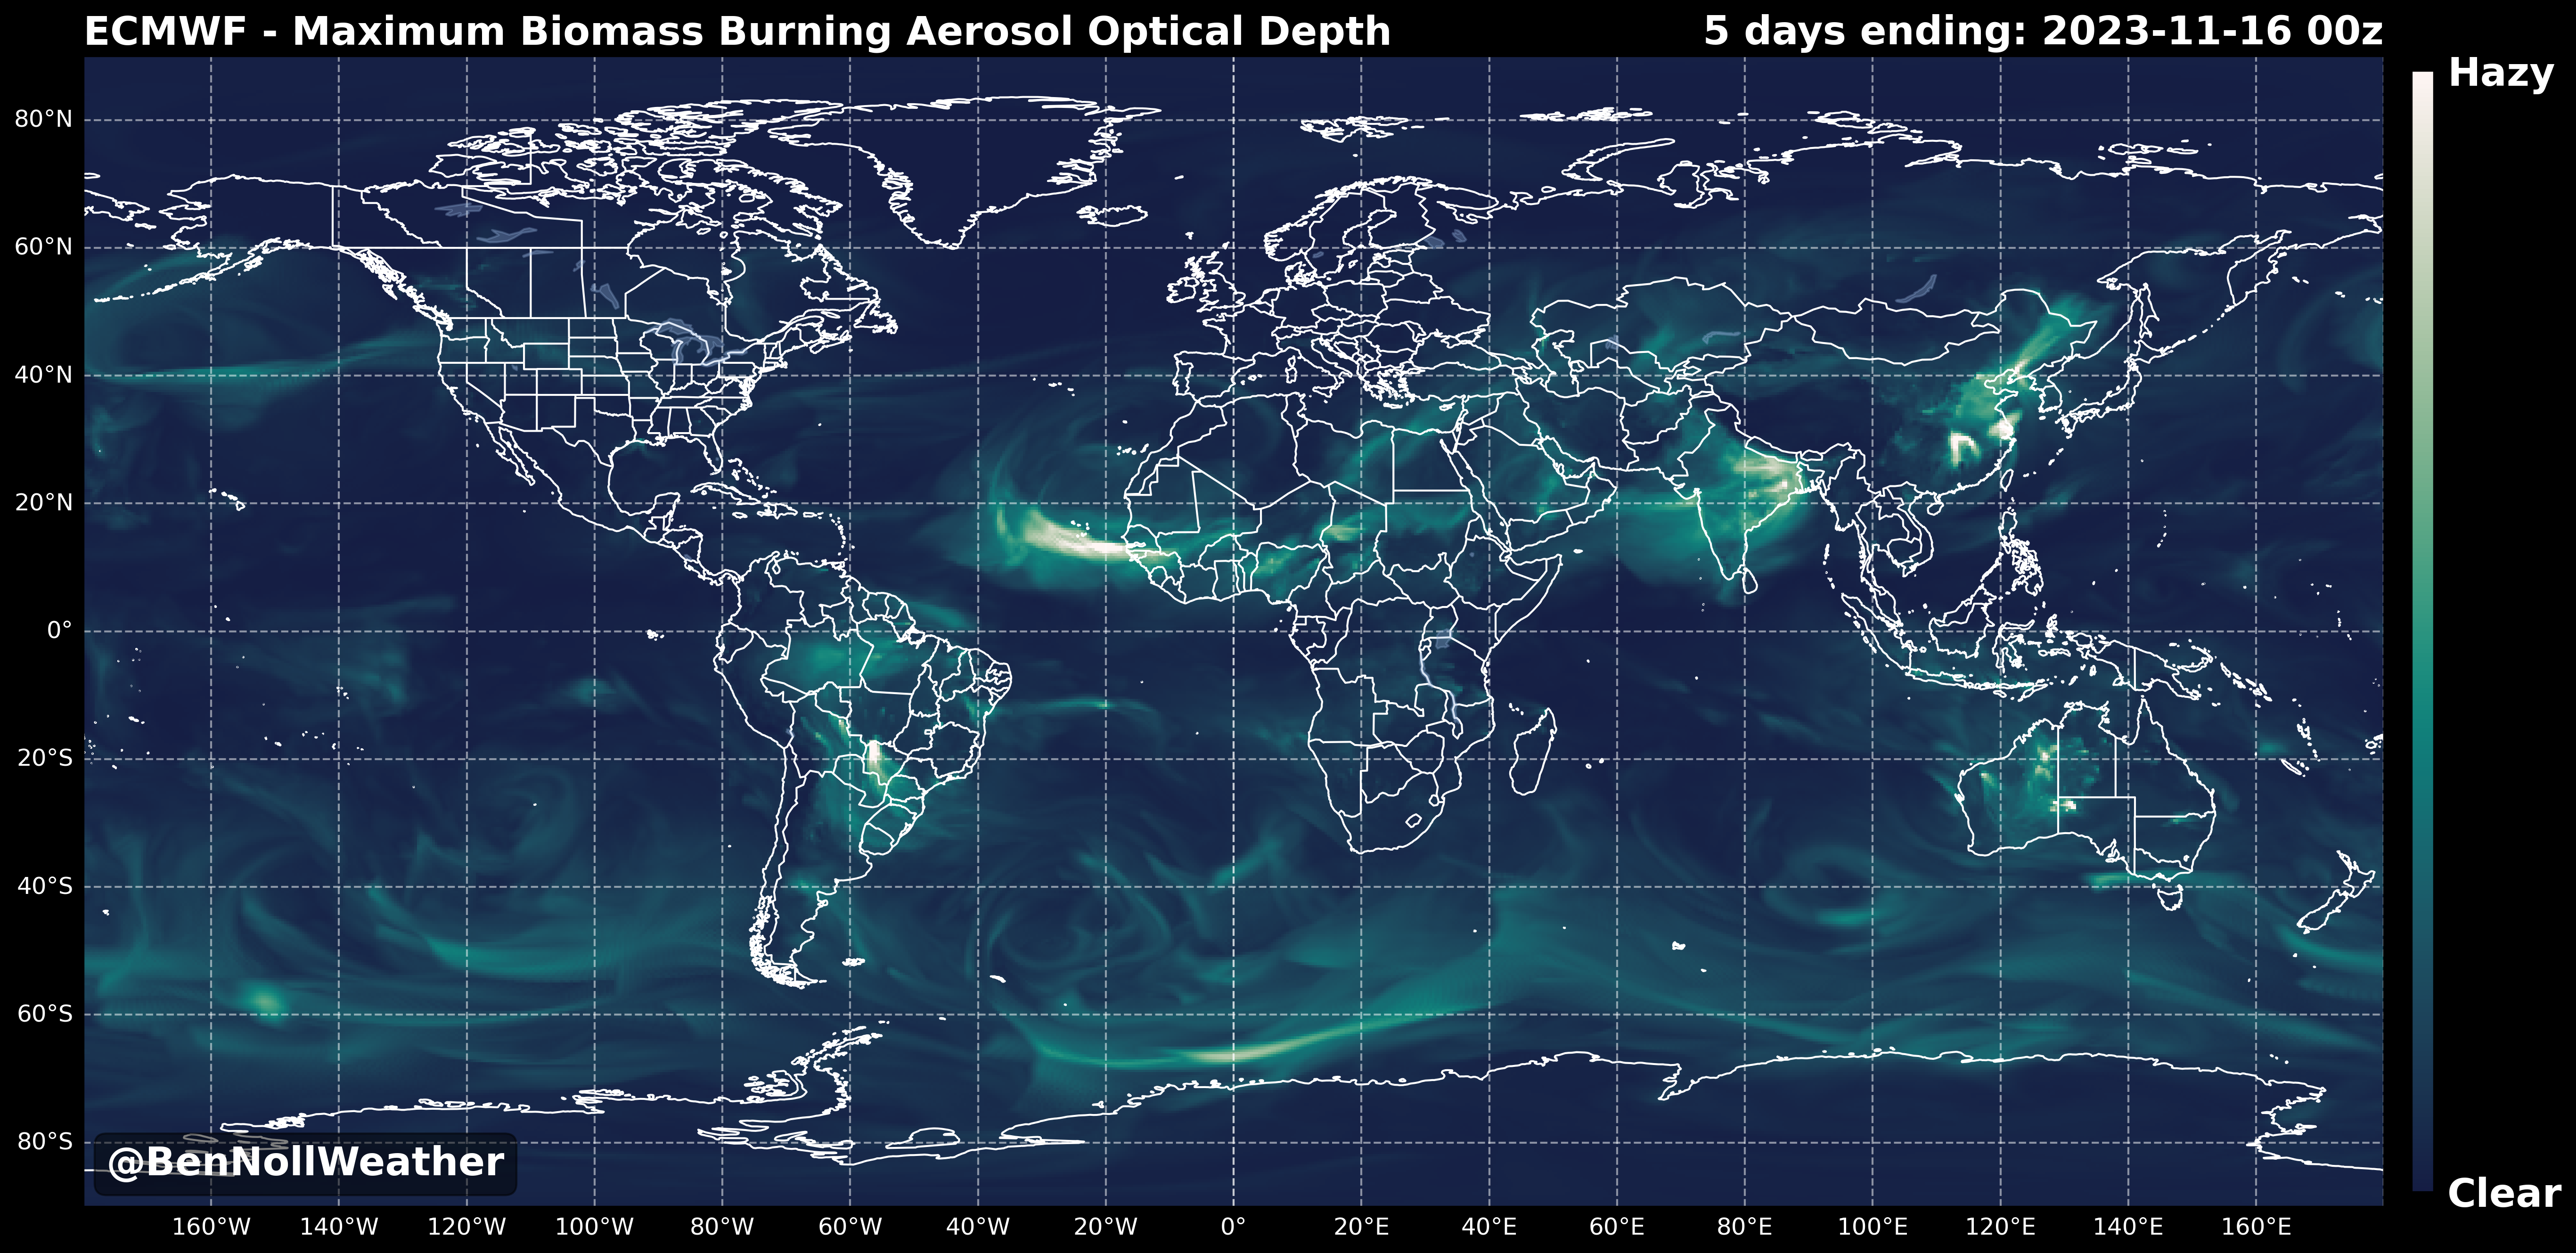 ECMWF - Maximum Biomass Burning Aerosol Optical Depth
5 days ending: 2023-11-16 00z
Hazy
80°N
60°N
40°N
20°N
0°
20°S
40°S
60°S
80°S
@BenNollWeather
Clear
160°W 140°W 120°W 100°W 80°W 60°W 40°W 20°W 0° 20°E 40°E 60°E 80°E 100°E 120°E 140°E 160°E